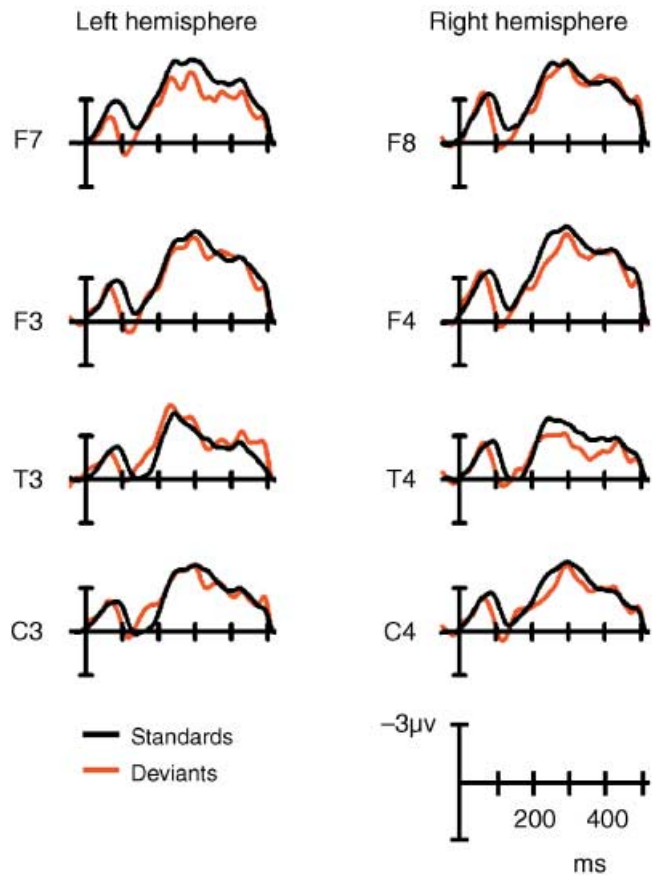 Left hemisphere Right hemisphere
F7 F8
F3 F4
T3 T4
C3 C4
Standards
Deviants
−3μv
200 400
ms